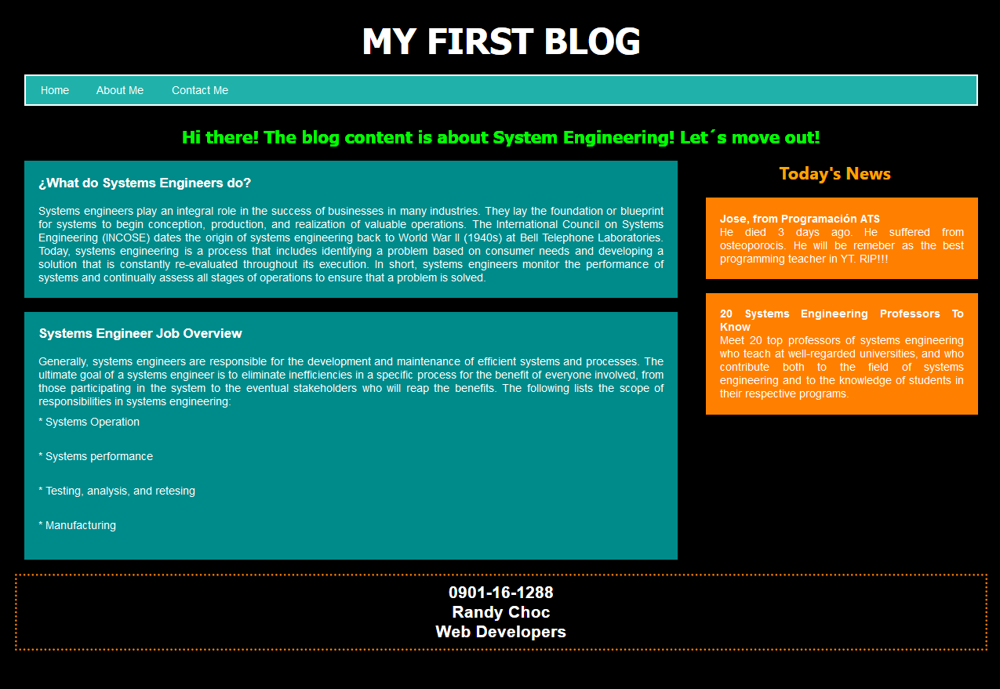 MY FIRST BLOG
Home About Me Contact Me
Hi there! The blog content is about System Engineering! Let´s move out!
¿What do Systems Engineers do?
Systems engineers play an integral role in the success of businesses in many industries. They lay the foundation or blueprint
for systems to begin conception, production, and realization of valuable operations. The International Council on Systems
Engineering (INCOSE) dates the origin of systems engineering back to World War II (1940s) at Bell Telephone Laboratories.
Today, systems engineering is a process that includes identifying a problem based on consumer needs and developing a
solution that is constantly re-evaluated throughout its execution. In short, systems engineers monitor the performance of
systems and continually assess all stages of operations to ensure that a problem is solved.
Systems Engineer Job Overview
Generally, systems engineers are responsible for the development and maintenance of efficient systems and processes. The
ultimate goal of a systems engineer is to eliminate inefficiencies in a specific process for the benefit of everyone involved, from
those participating in the system to the eventual stakeholders who will reap the benefits. The following lists the scope of
responsibilities in systems engineering:
* Systems Operation
* Systems performance
* Testing, analysis, and retesing
* Manufacturing
Today's News
Jose, from Programación ATS
He died 3 days ago. He suffered from
osteoporocis. He will be remeber as the best
programming teacher in YT. RIP!!!
20 Systems Engineering Professors To
Know
Meet 20 top professors of systems engineering
who teach at well-regarded universities, and who
contribute both to the field of systems
engineering and to the knowledge of students in
their respective programs.
0901-16-1288
Randy Choc
Web Developers